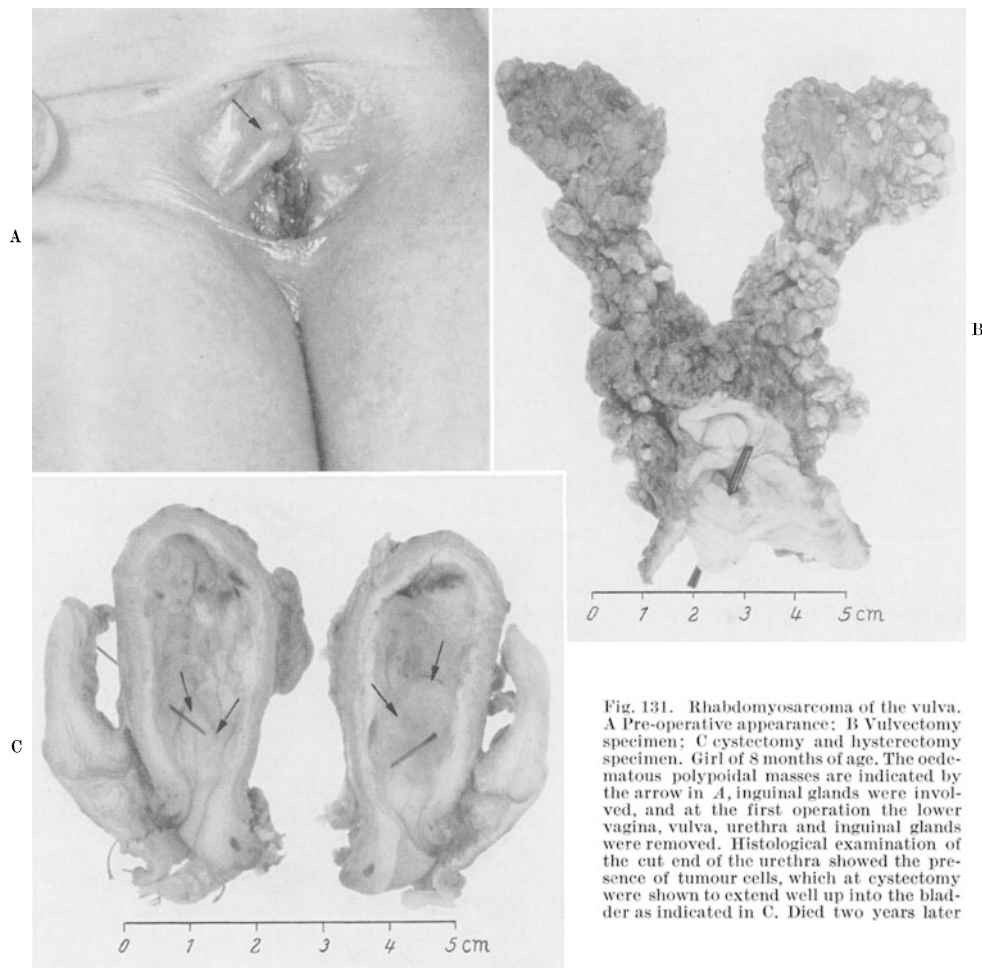 A
B
0 1 2 3 4 5 cm
C
0 1 2 3 4 5 cm
Fig. 131. Rhabdomyosarcoma of the vulva.
A Pre-operative appearance; B Vulvectomy
specimen; C cystectomy and hysterectomy
specimen. Girl of 8 months of age. The oede-
matous polypoidal masses are indicated by
the arrow in A, inguinal glands were invol-
ved, and at the first operation the lower
vagina, vulva, urethra and inguinal glands
were removed. Histological examination of
the cut end of the urethra showed the pre-
sence of tumour cells, which at cystectomy
were shown to extend well up into the blad-
der as indicated in C. Died two years later